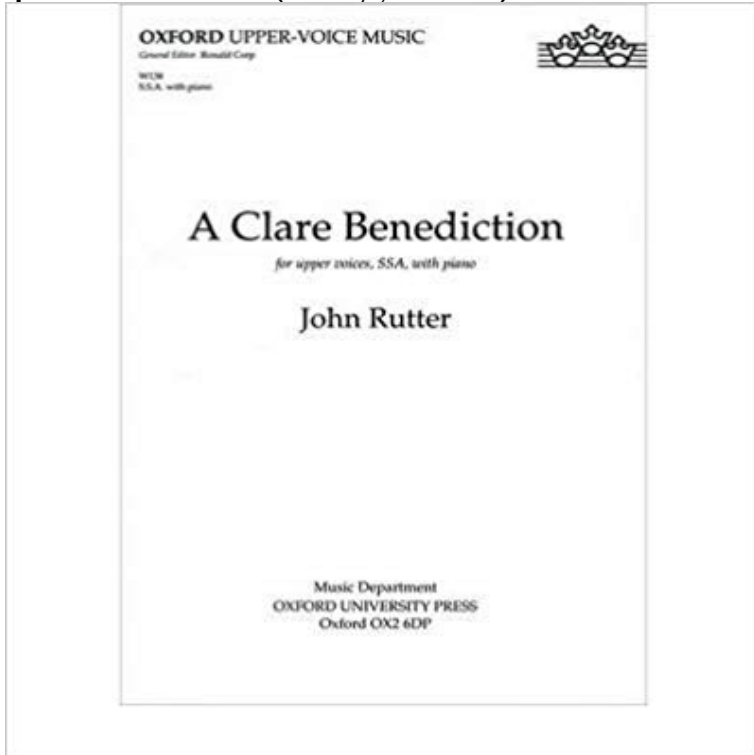 OXFORD UPPER-VOICE MUSIC
General Editor Ronald Corp
W138
S.S.A. with piano
A Clare Benediction
for upper voices, SSA, with piano
John Rutter
Music Department
OXFORD UNIVERSITY PRESS
Oxford OX2 6DP